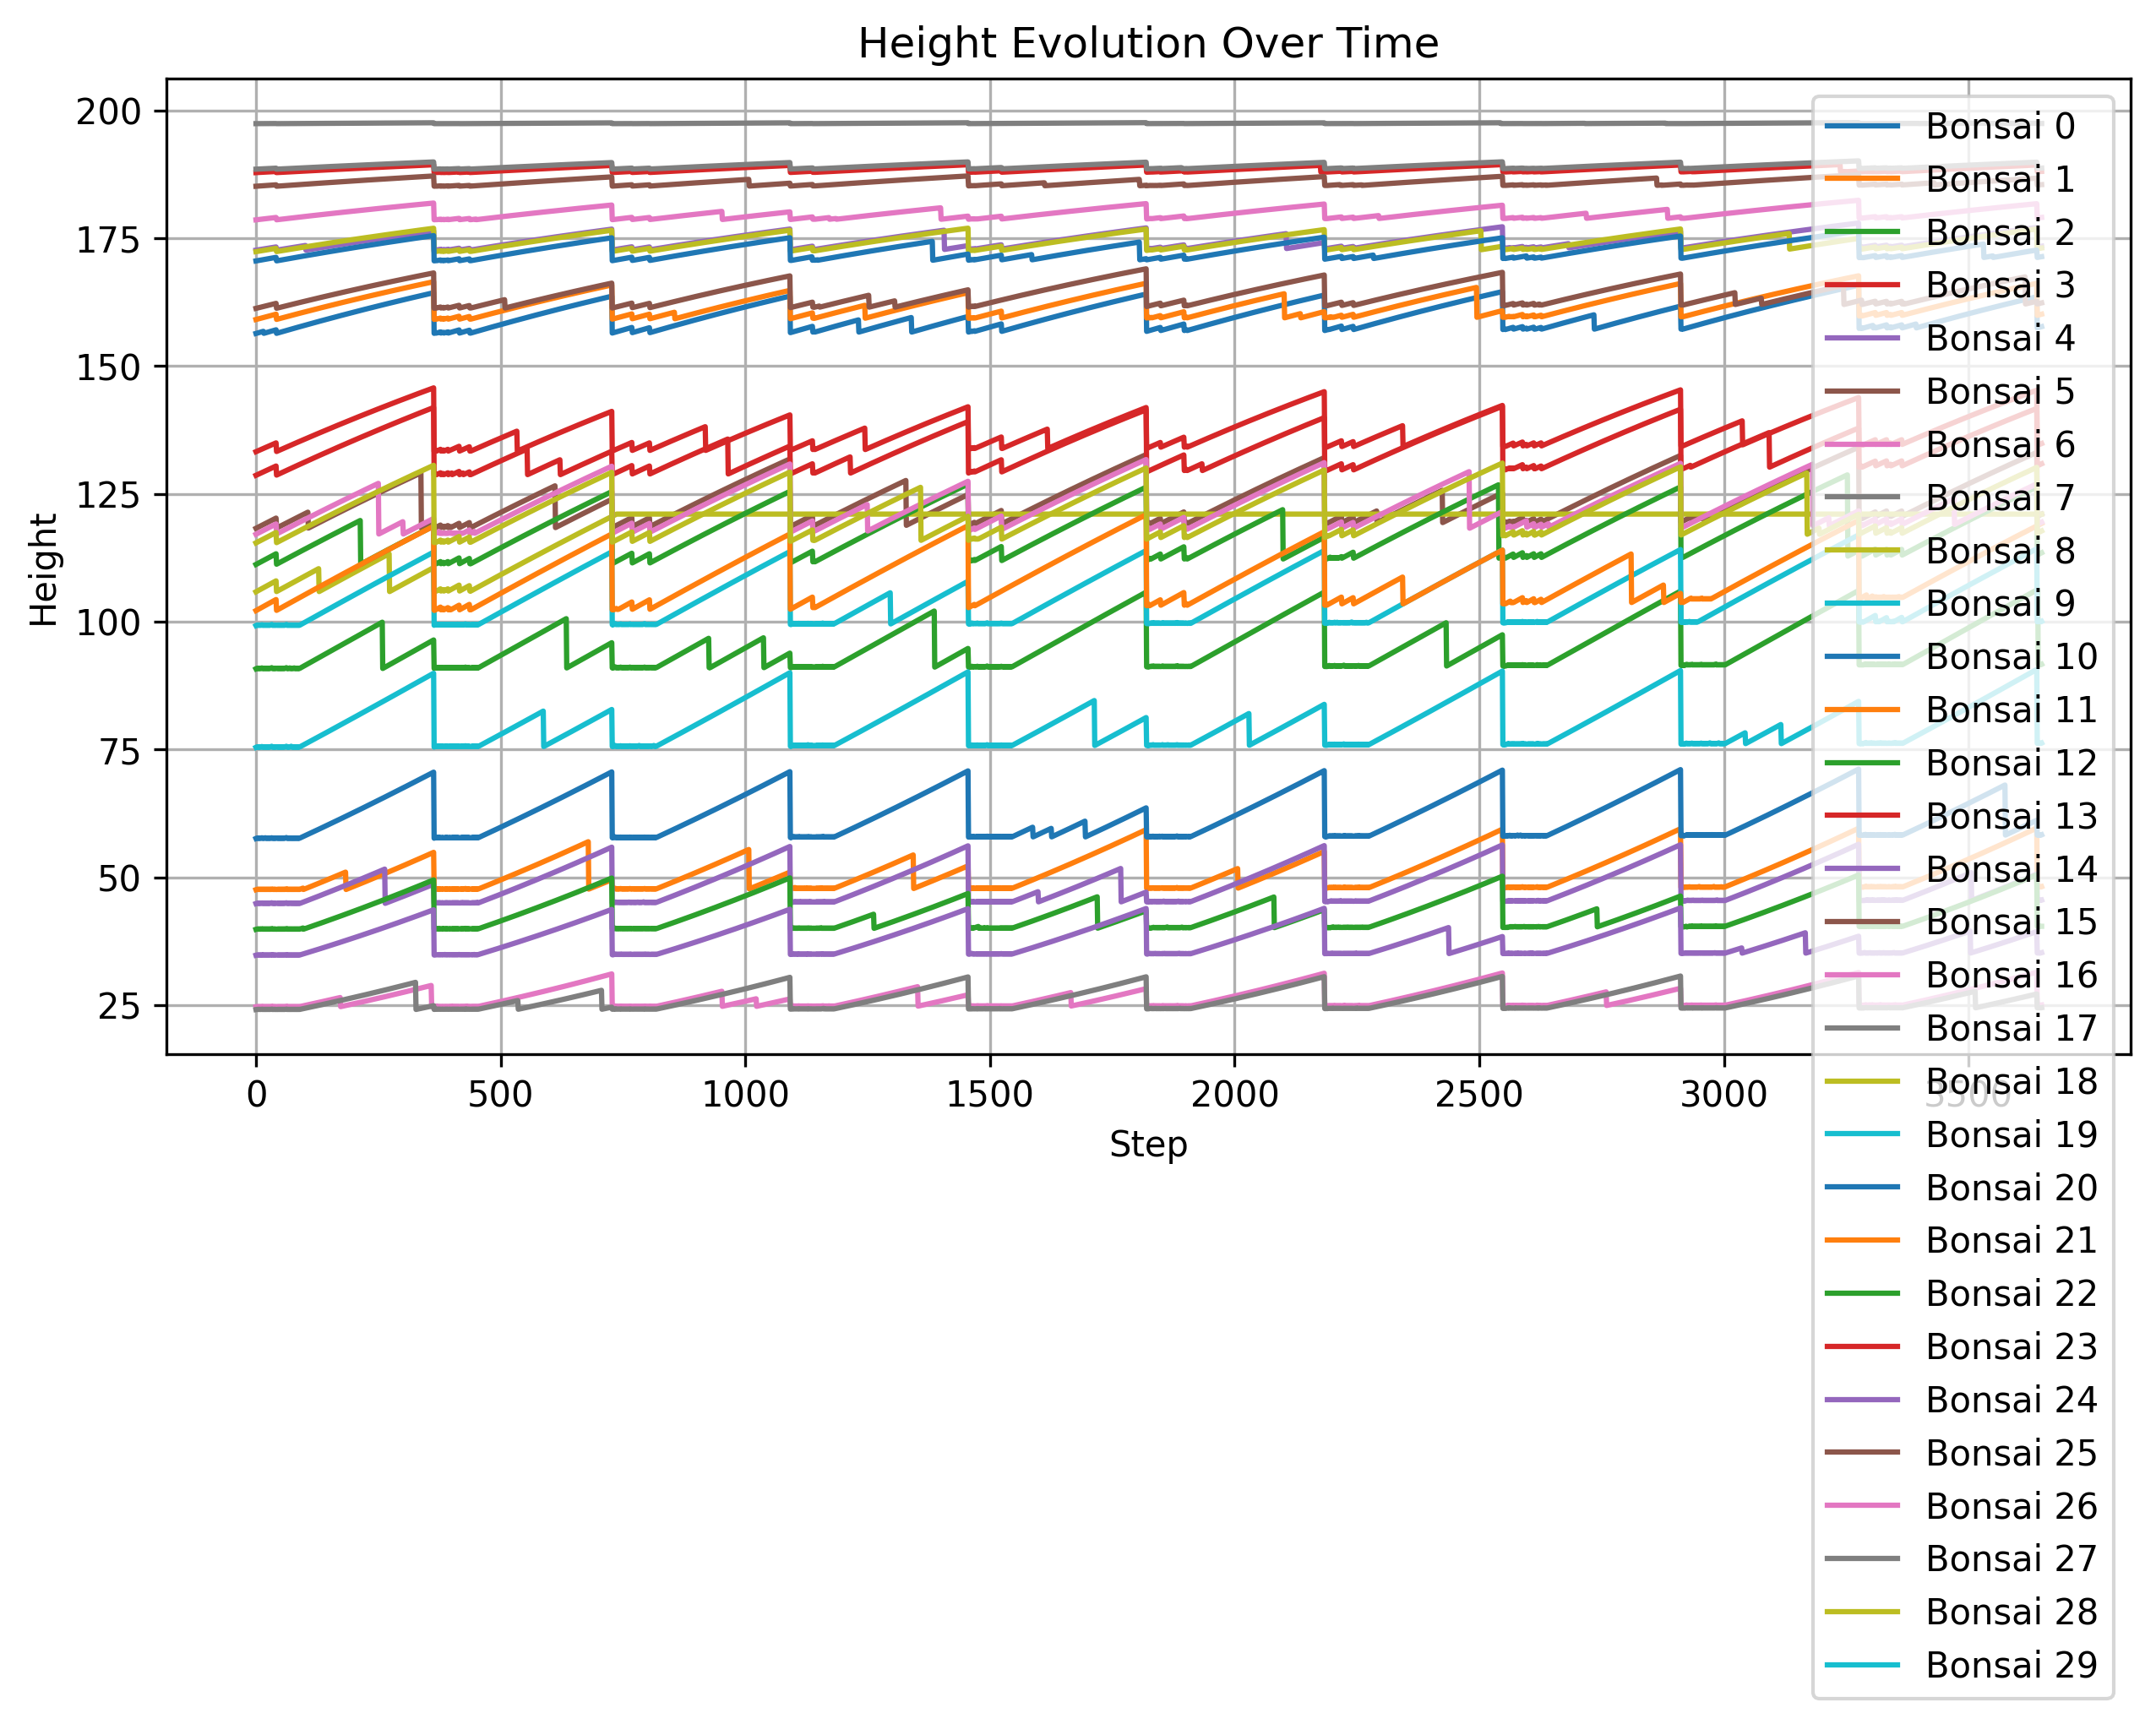 Height Evolution Over Time
200
175
150
125
100
75
50
25
Height
0
500
1000
1500
2000
2500
3000
3500
Step
Bonsai 0
Bonsai 1
Bonsai 2
Bonsai 3
Bonsai 4
Bonsai 5
Bonsai 6
Bonsai 7
Bonsai 8
Bonsai 9
Bonsai 10
Bonsai 11
Bonsai 12
Bonsai 13
Bonsai 14
Bonsai 15
Bonsai 16
Bonsai 17
Bonsai 18
Bonsai 19
Bonsai 20
Bonsai 21
Bonsai 22
Bonsai 23
Bonsai 24
Bonsai 25
Bonsai 26
Bonsai 27
Bonsai 28
Bonsai 29